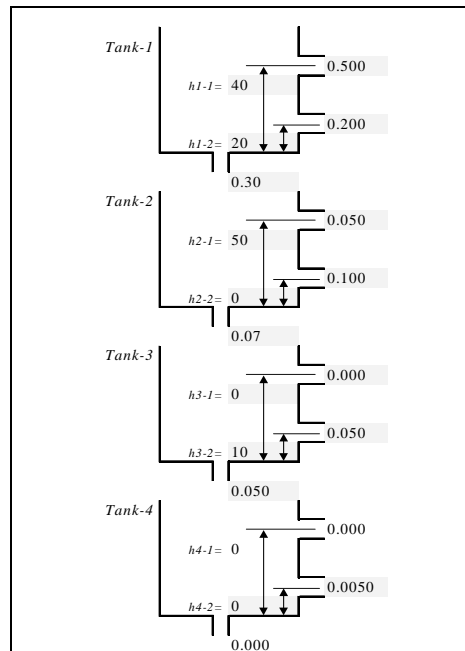 Tank-1
0.500
h1-1= 40
0.200
h1-2= 20
0.30
Tank-2
0.050
h2-1= 50
0.100
h2-2= 0
0.07
Tank-3
0.000
h3-1= 0
0.050
h3-2= 10
0.050
Tank-4
0.000
h4-1= 0
0.0050
h4-2= 0
0.000